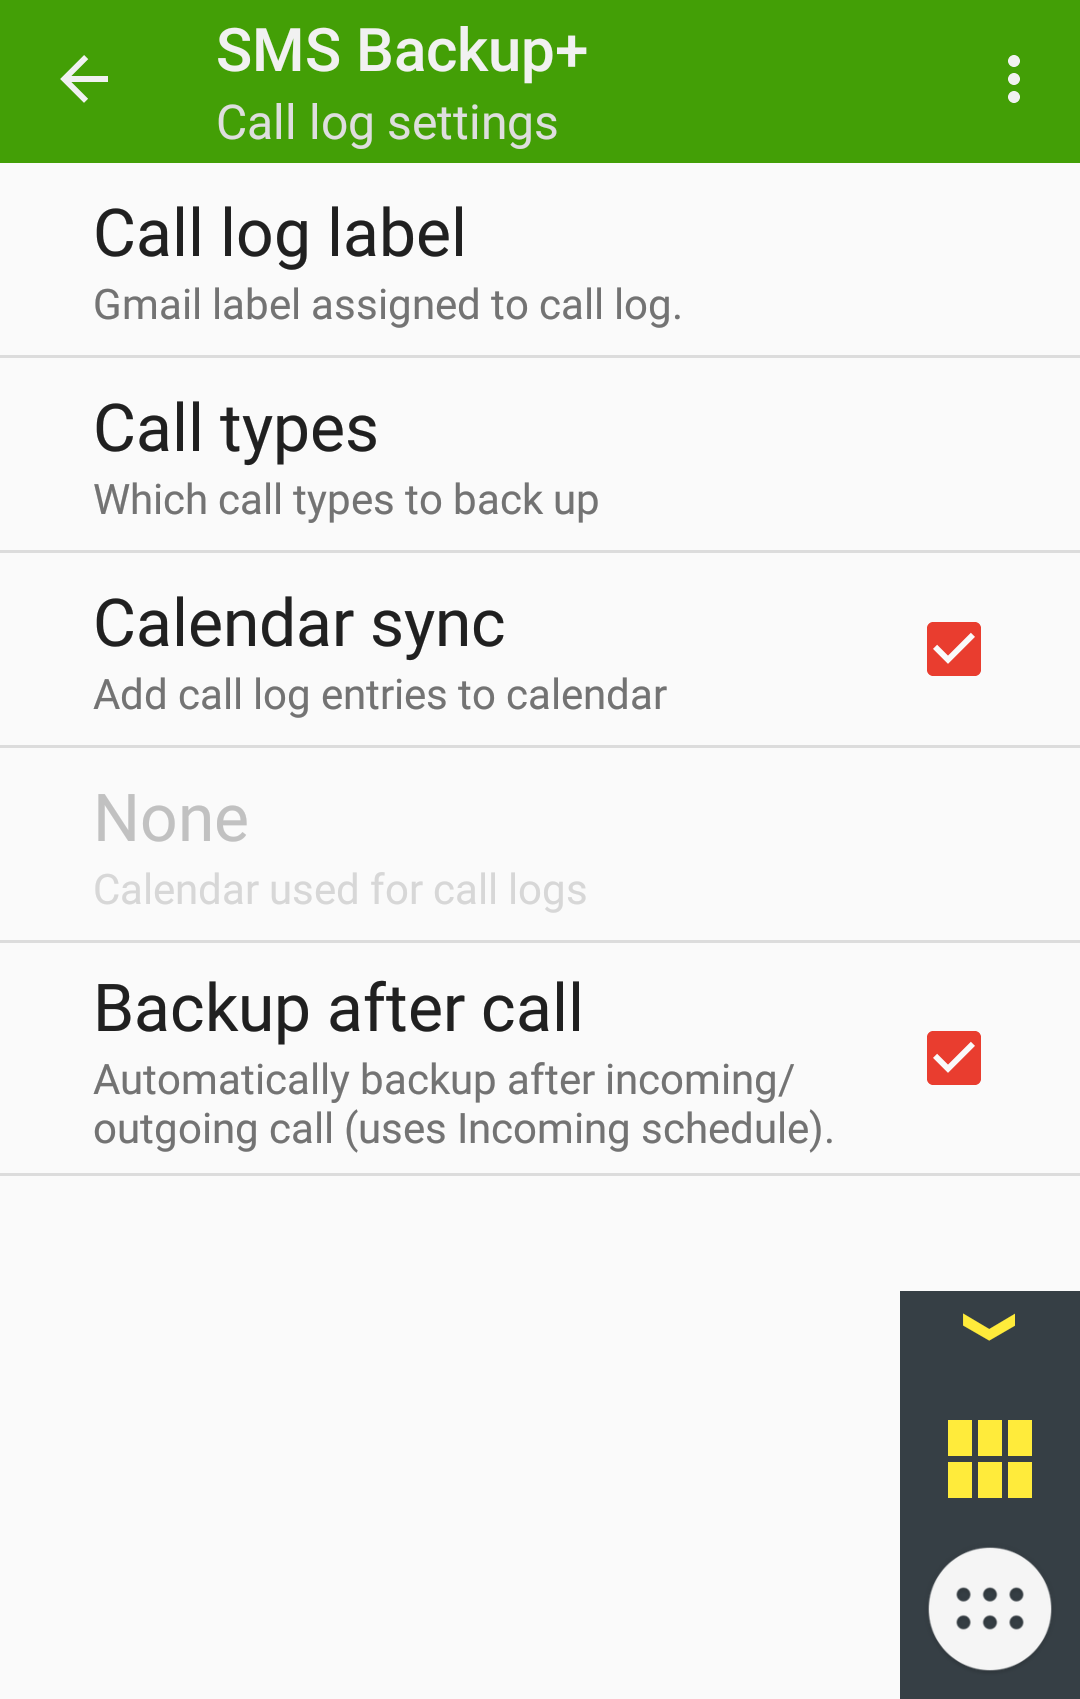 SMS Backup+
Call log settings
Call log label
Gmail label assigned to call log.
Call types
Which call types to back up
Calendar sync
Add call log entries to calendar
None
Calendar used for call logs
Backup after call
Automatically backup after incoming/
outgoing call (uses Incoming schedule).